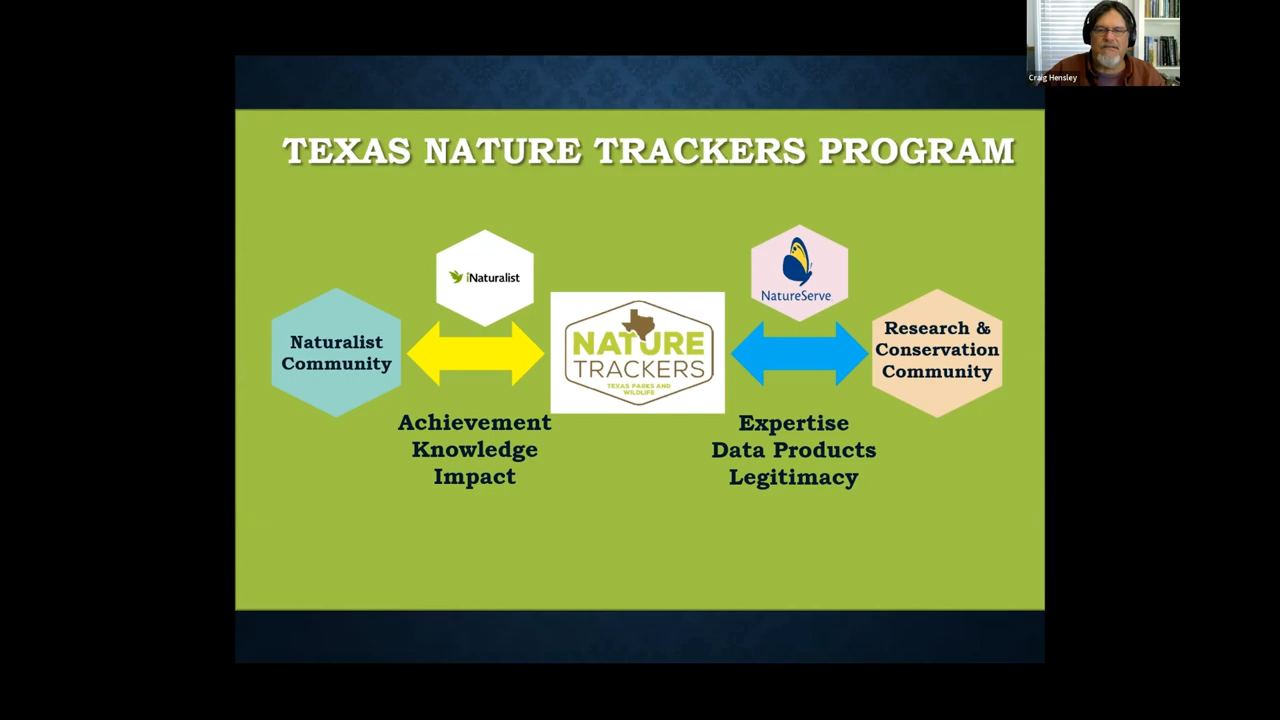 Craig Hensley
TEXAS NATURE TRACKERS PROGRAM
iNaturalist
NatureServe
Naturalist
Community
NATURE
TRACKERS
TEXAS PARKS AND
WILDLIFE
Research &
Conservation
Community
Achievement
Knowledge
Impact
Expertise
Data Products
Legitimacy